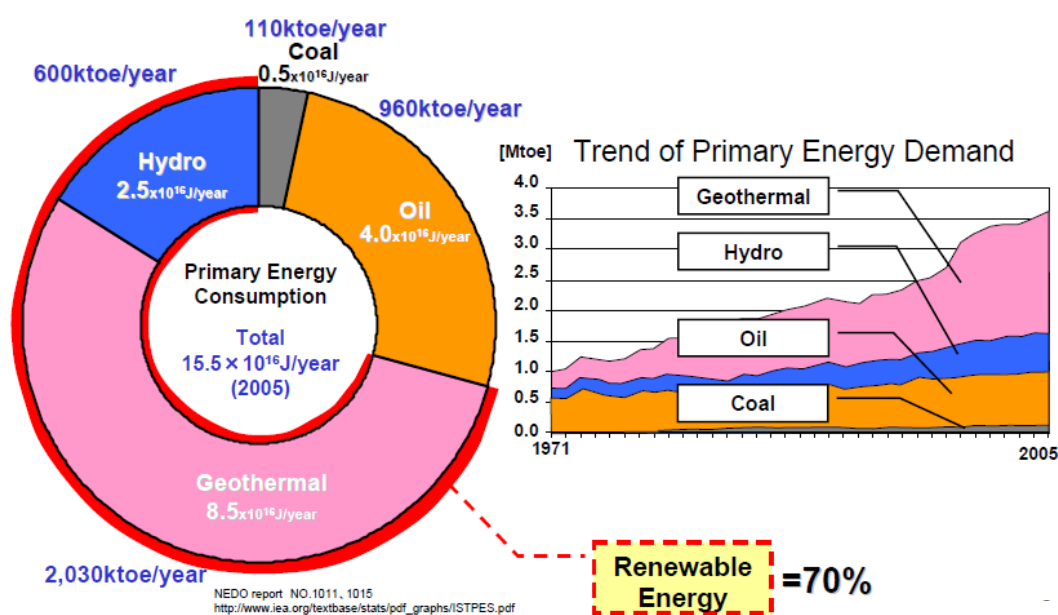 110ktoe/year
Coal
0.5x10¹⁶J/year
600ktoe/year
960ktoe/year
Hydro
2.5x10¹⁶J/year
Oil
4.0x10¹⁶J/year
Primary Energy
Consumption
Total
15.5×10¹⁶J/year
(2005)
Geothermal
8.5x10¹⁶J/year
2,030ktoe/year
[Mtoe] Trend of Primary Energy Demand
4.0
3.5
3.0
2.5
2.0
1.5
1.0
0.5
0.0
Geothermal
Hydro
Oil
Coal
1971 2005
Renewable
Energy
=70%
NEDO report NO.1011、1015
http://www.iea.org/textbase/stats/pdf_graphs/ISTPES.pdf